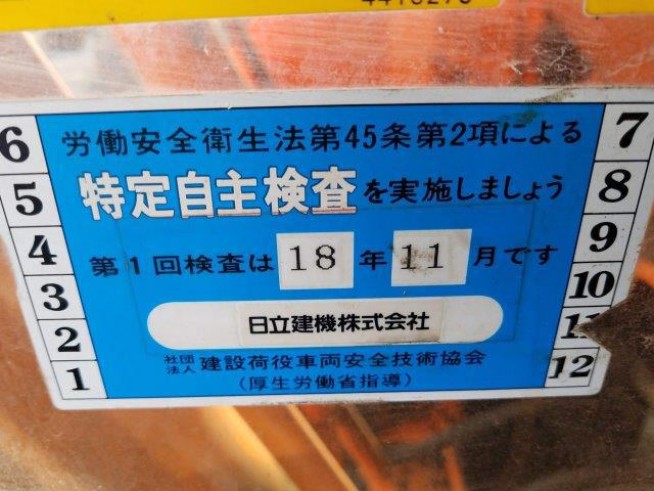 労働安全衛生法第45条第2項による
特定自主検査を実施しましょう
第1回検査は 18 年 11 月です
日立建機株式会社
社団法人 建設荷役車両安全技術協会
(厚生労働省指導)
6
5
4
3
2
1
7
8
9
10
11
12